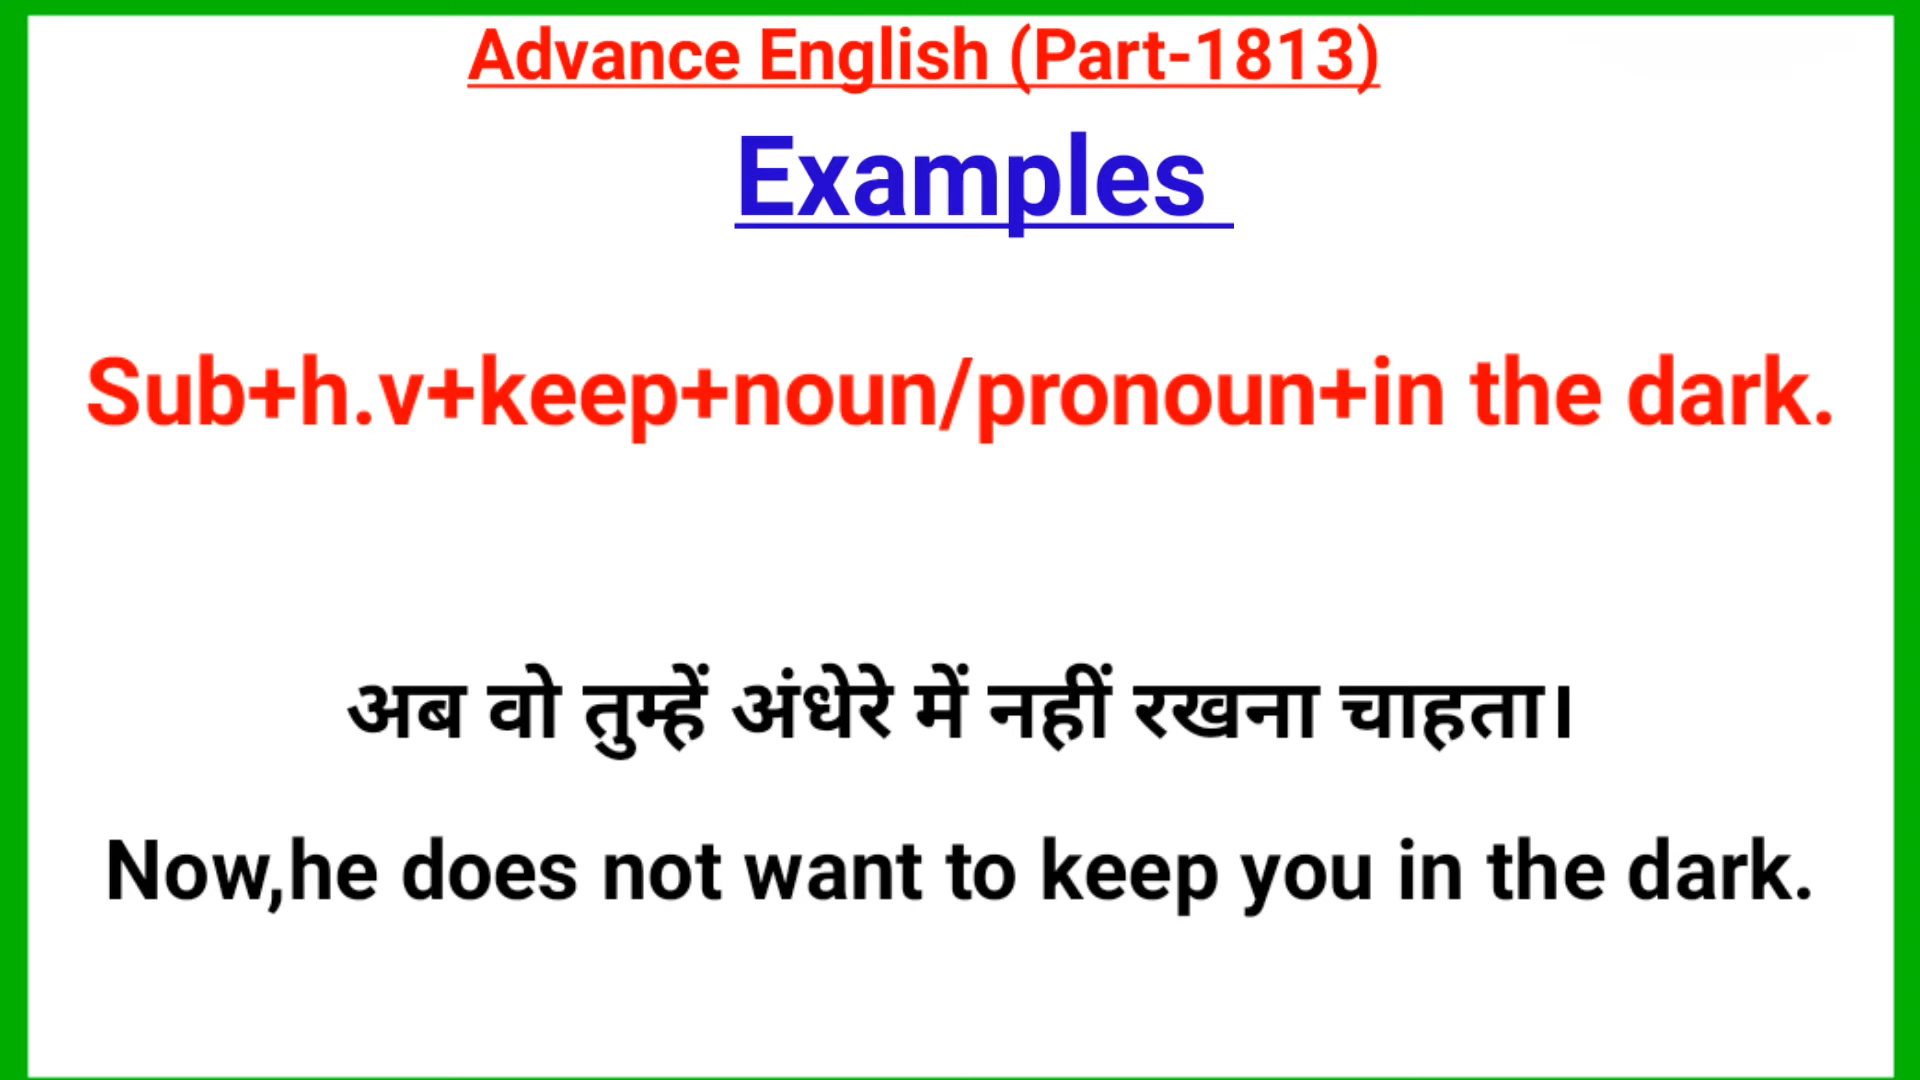 Advance English (Part-1813)
Examples
Sub+h.v+keep+noun/pronoun+in the dark.
अब वो तुम्हें अंधेरे में नहीं रखना चाहता।
Now,he does not want to keep you in the dark.